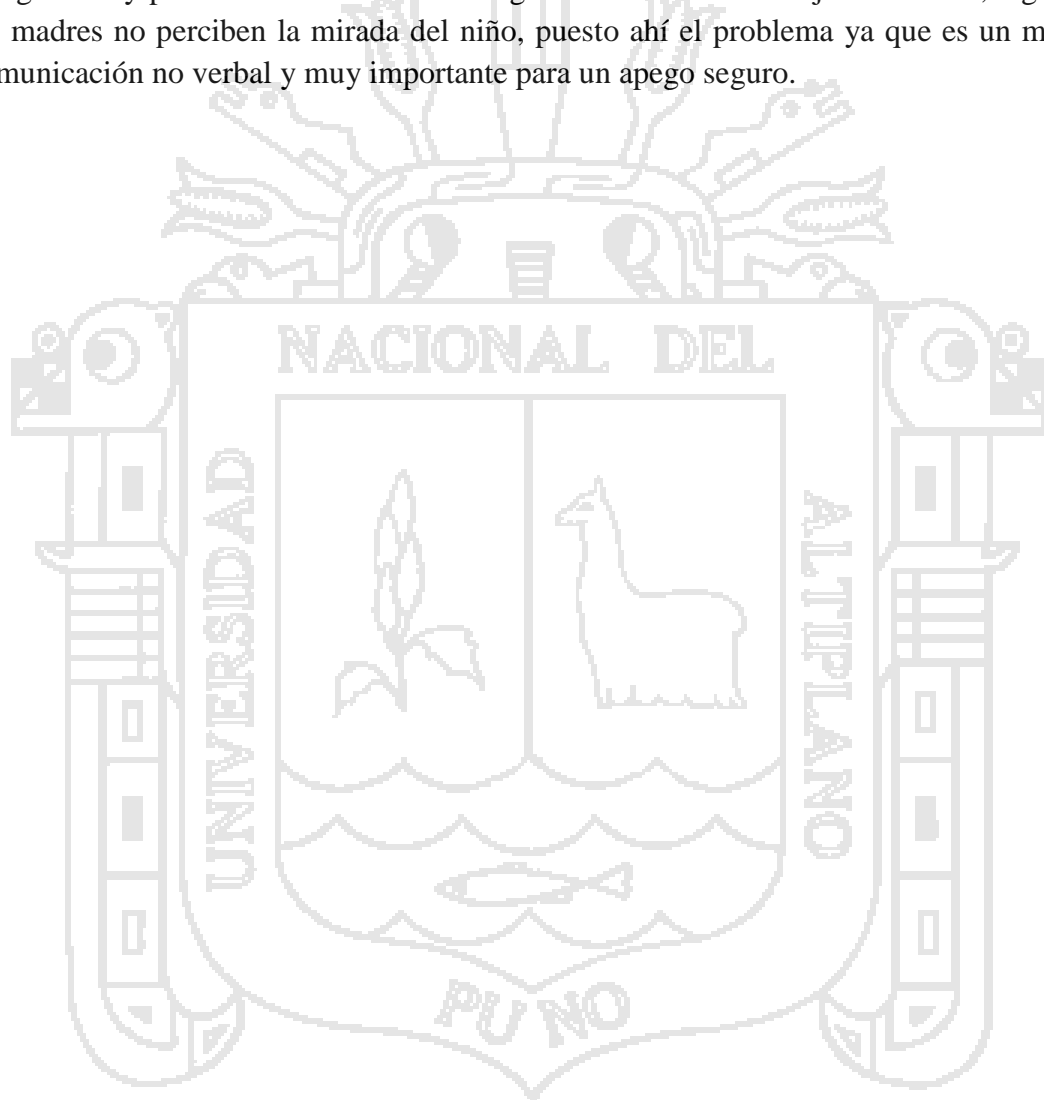 madres no perciben la mirada del niño, puesto ahí el problema ya que es un m
municación no verbal y muy importante para un apego seguro.
NACIONAL DEL
UNIVERSIDAD
ALTIPLANO
PUNO